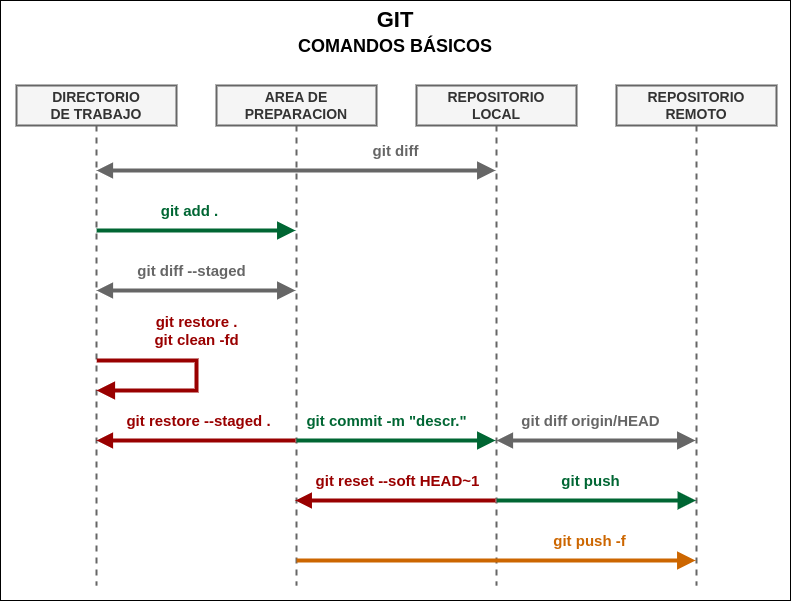 GIT
COMANDOS BÁSICOS
DIRECTORIO
DE TRABAJO
AREA DE
PREPARACION
REPOSITORIO
LOCAL
REPOSITORIO
REMOTO
git diff
git add .
git diff --staged
git restore .
git clean -fd
git restore --staged .
git commit -m "descr."
git diff origin/HEAD
git reset --soft HEAD~1
git push
git push -f